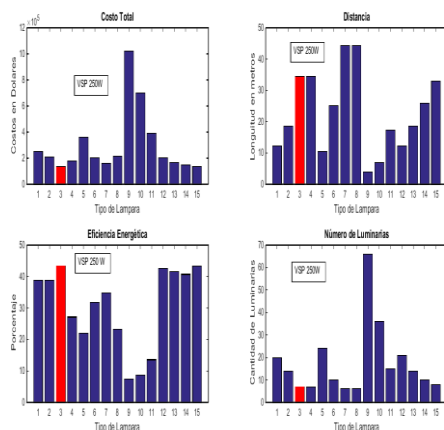 Costo Total
x 10^5
12
10
8
6
4
2
0
Costos en Dolares
VSP 250W
1 2 3 4 5 6 7 8 9 10 11 12 13 14 15
Tipo de Lampara
Distancia
50
40
30
20
10
0
Longuitud en metros
VSP 250W
1 2 3 4 5 6 7 8 9 10 11 12 13 14 15
Tipo de Lampara
Eficiencia Energética
50
40
30
20
10
0
Porcentaje
VSP 250 W
1 2 3 4 5 6 7 8 9 10 11 12 13 14 15
Tipo de Lampara
Número de Luminarias
70
60
50
40
30
20
10
0
Cantidad de Luminarias
VSP 250W
1 2 3 4 5 6 7 8 9 10 11 12 13 14 15
Tipo de Lampara